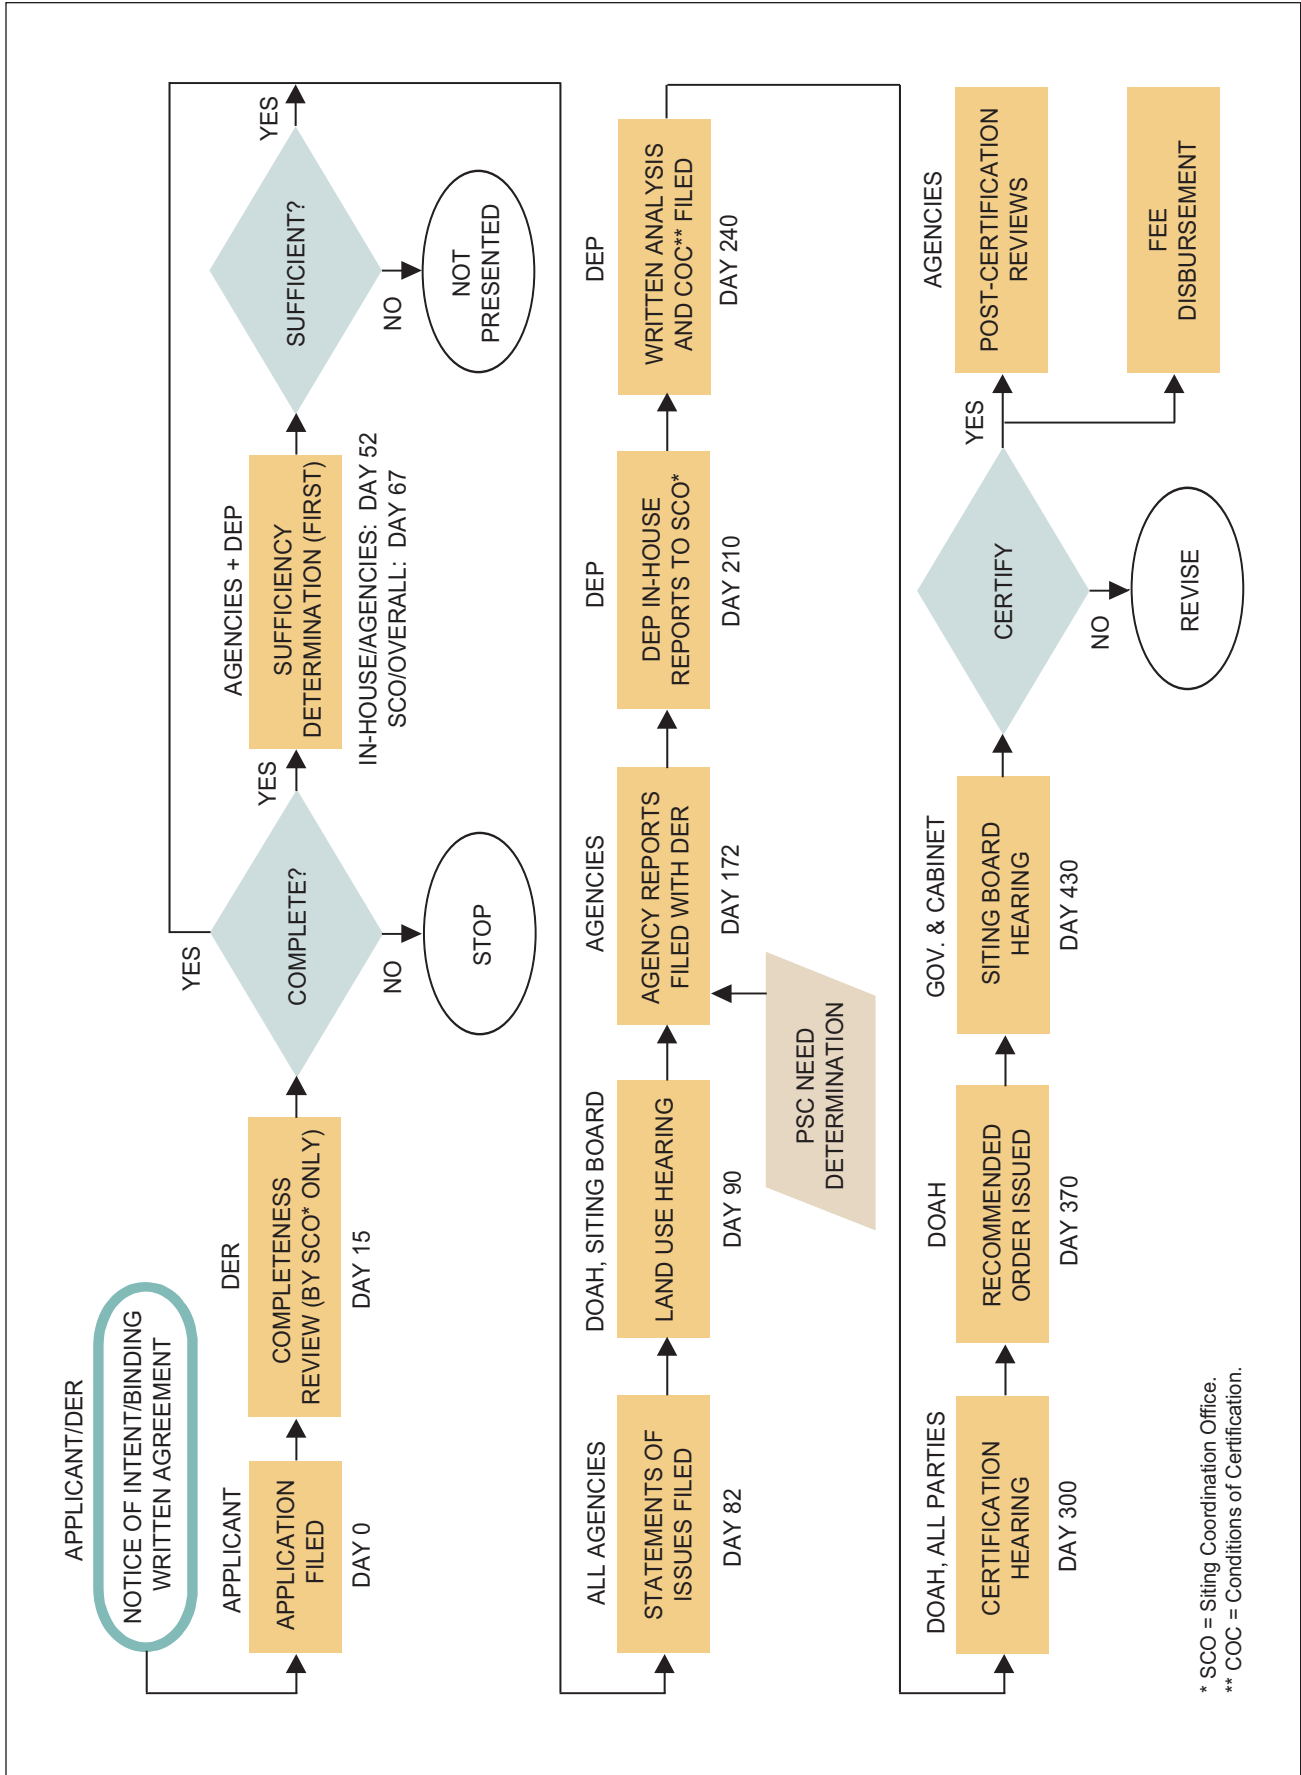 APPLICANT/DER
NOTICE OF INTENT/BINDING
WRITTEN AGREEMENT
APPLICANT
APPLICATION
FILED
DAY 0
DER
COMPLETENESS
REVIEW (BY SCO* ONLY)
DAY 15
COMPLETE?
YES
NO
STOP
YES
AGENCIES + DEP
SUFFICIENCY
DETERMINATION (FIRST)
IN-HOUSE/AGENCIES: DAY 52
SCO/OVERALL: DAY 67
SUFFICIENT?
YES
NO
NOT
PRESENTED
ALL AGENCIES
STATEMENTS OF
ISSUES FILED
DAY 82
DOAH, SITING BOARD
LAND USE HEARING
DAY 90
PSC NEED
DETERMINATION
AGENCIES
AGENCY REPORTS
FILED WITH DER
DAY 172
DEP
DEP IN-HOUSE
REPORTS TO SCO*
DAY 210
DEP
WRITTEN ANALYSIS
AND COC** FILED
DAY 240
DOAH, ALL PARTIES
CERTIFICATION
HEARING
DAY 300
DOAH
RECOMMENDED
ORDER ISSUED
DAY 370
GOV. & CABINET
SITING BOARD
HEARING
DAY 430
CERTIFY
NO
REVISE
YES
AGENCIES
POST-CERTIFICATION
REVIEWS
FEE
DISBURSEMENT
* SCO = Siting Coordination Office.
** COC = Conditions of Certification.